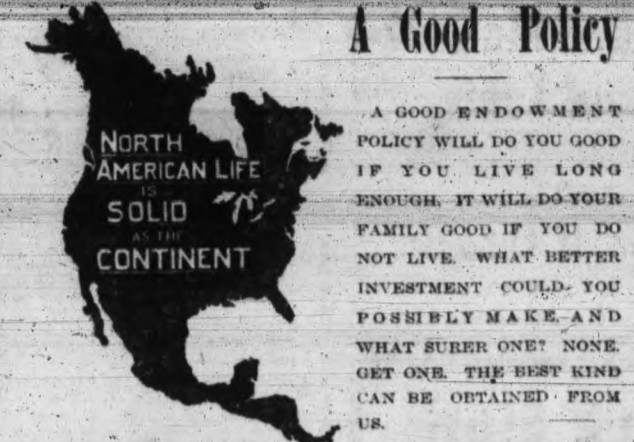 A Good Policy
NORTH
AMERICAN LIFE
IS
SOLID
AS THE
CONTINENT
A GOOD ENDOWMENT
POLICY WILL DO YOU GOOD
IF YOU LIVE LONG
ENOUGH. IT WILL DO YOUR
FAMILY GOOD IF YOU DO
NOT LIVE. WHAT BETTER
INVESTMENT COULD YOU
POSSIBLY MAKE, AND
WHAT SURER ONE? NONE.
GET ONE. THE BEST KIND
CAN BE OBTAINED FROM
US.